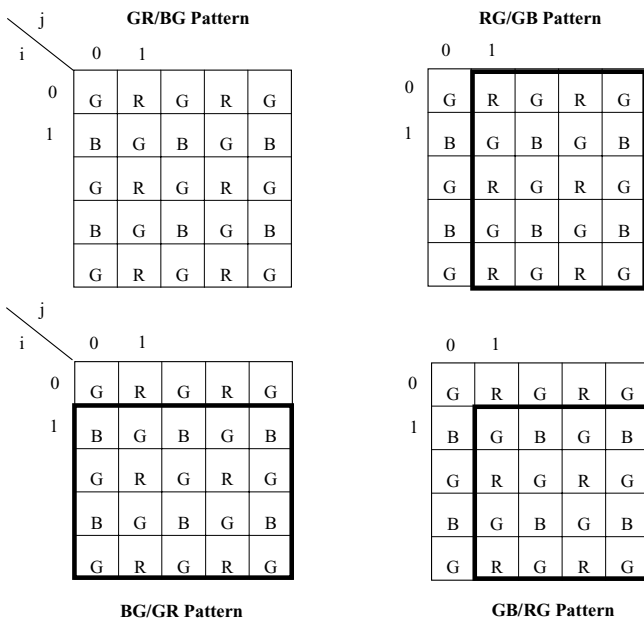 GR/BG Pattern
j
i
0 1
0 G R G R G
1 B G B G B
G R G R G
B G B G B
G R G R G
RG/GB Pattern
0 1
0 G R G R G
1 B G B G B
G R G R G
B G B G B
G R G R G
j
i
0 1
0 G R G R G
1 B G B G B
G R G R G
B G B G B
G R G R G
BG/GR Pattern
0 1
0 G R G R G
1 B G B G B
G R G R G
B G B G B
G R G R G
GB/RG Pattern